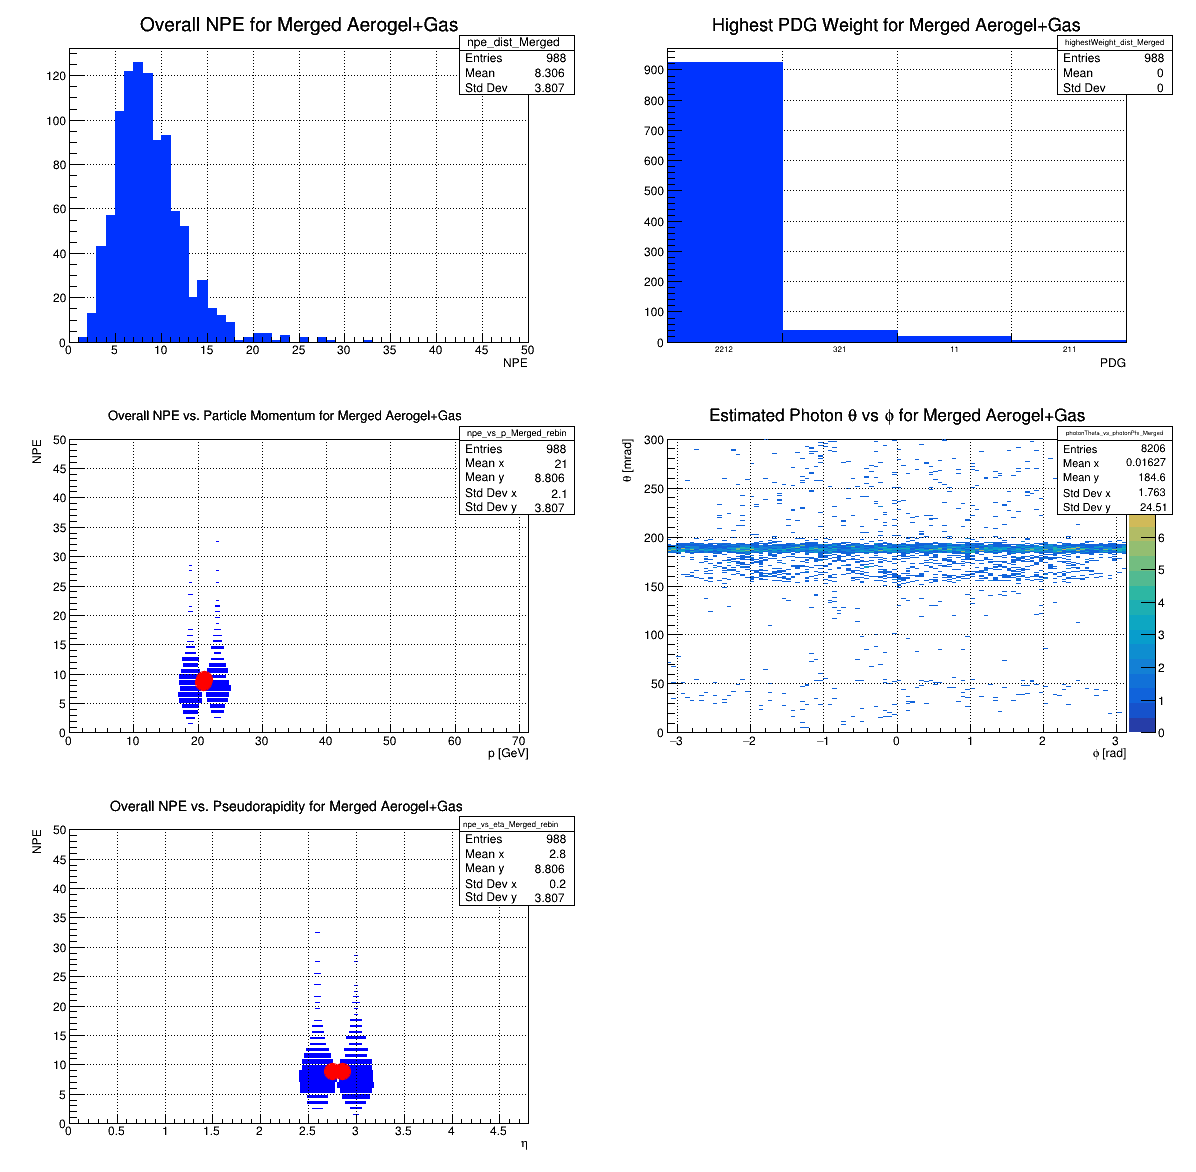 Overall NPE for Merged Aerogel+Gas
npe_dist_Merged
Entries 988
Mean 8.306
Std Dev 3.807
120
100
80
60
40
20
0
0 5 10 15 20 25 30 35 40 45 50
NPE
Highest PDG Weight for Merged Aerogel+Gas
highestWeight_dist_Merged
Entries 988
Mean 0
Std Dev 0
900
800
700
600
500
400
300
200
100
0
2212 321 11 211
PDG
Overall NPE vs. Particle Momentum for Merged Aerogel+Gas
npe_vs_p_Merged_rebin
Entries 988
Mean x 21
Mean y 8.806
Std Dev x 2.1
Std Dev y 3.807
NPE
50
45
40
35
30
25
20
15
10
5
0
0 10 20 30 40 50 60 70
p [GeV]
Estimated Photon θ vs ϕ for Merged Aerogel+Gas
photonTheta_vs_photonPhi_Merged
Entries 8206
Mean x 0.01627
Mean y 184.6
Std Dev x 1.763
Std Dev y 24.51
θ [mrad]
300
250
200
150
100
50
0
−3 −2 −1 0 1 2 3
ϕ [rad]
6
5
4
3
2
1
0
Overall NPE vs. Pseudorapidity for Merged Aerogel+Gas
npe_vs_eta_Merged_rebin
Entries 988
Mean x 2.8
Mean y 8.806
Std Dev x 0.2
Std Dev y 3.807
NPE
50
45
40
35
30
25
20
15
10
5
0
0 0.5 1 1.5 2 2.5 3 3.5 4 4.5
η